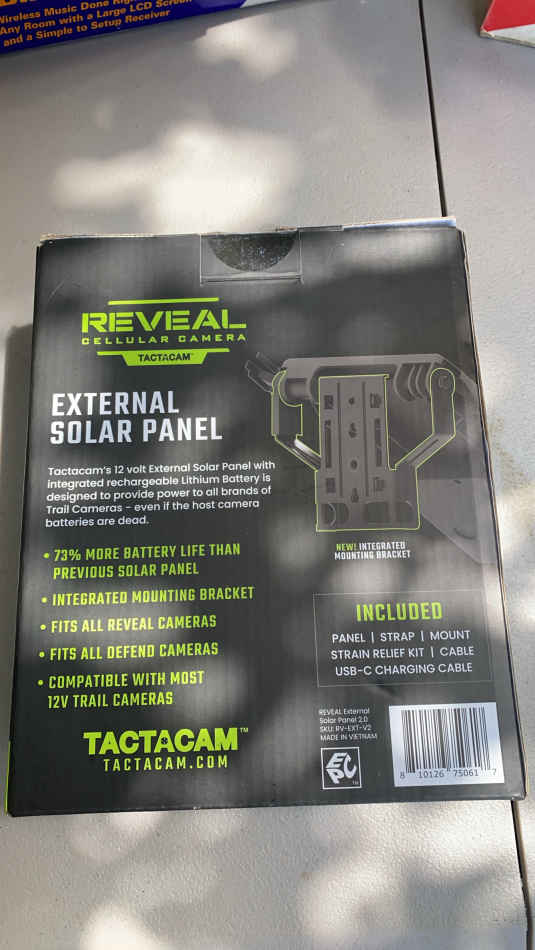 Wireless Music Done Righ
Any Room with a Large LCD Screen
and a Simple to Setup Receiver
REVEAL
CELLULAR CAMERA
TACTACAM™
EXTERNAL
SOLAR PANEL
Tactacam's 12 volt External Solar Panel with
integrated rechargeable Lithium Battery is
designed to provide power to all brands of
Trail Cameras - even if the host camera
batteries are dead.
• 73% MORE BATTERY LIFE THAN
PREVIOUS SOLAR PANEL
• INTEGRATED MOUNTING BRACKET
• FITS ALL REVEAL CAMERAS
• FITS ALL DEFEND CAMERAS
• COMPATIBLE WITH MOST
12V TRAIL CAMERAS
TACTACAM™
TACTACAM.COM
NEW! INTEGRATED
MOUNTING BRACKET
INCLUDED
PANEL | STRAP | MOUNT
STRAIN RELIEF KIT | CABLE
USB-C CHARGING CABLE
REVEAL External
Solar Panel 2.0
SKU: RV-EXT-V2
MADE IN VIETNAM
EPC™
8 10126 75061 7